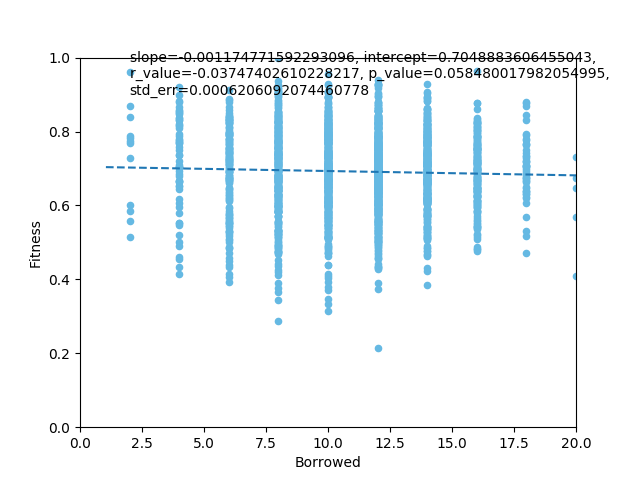 slope=-0.001174771592293096, intercept=0.7048883606455043,
r_value=-0.03747402610228217, p_value=0.058480017982054995,
std_err=0.0006206092074460778
1.0
0.8
0.6
0.4
0.2
0.0
Fitness
0.0 2.5 5.0 7.5 10.0 12.5 15.0 17.5 20.0
Borrowed